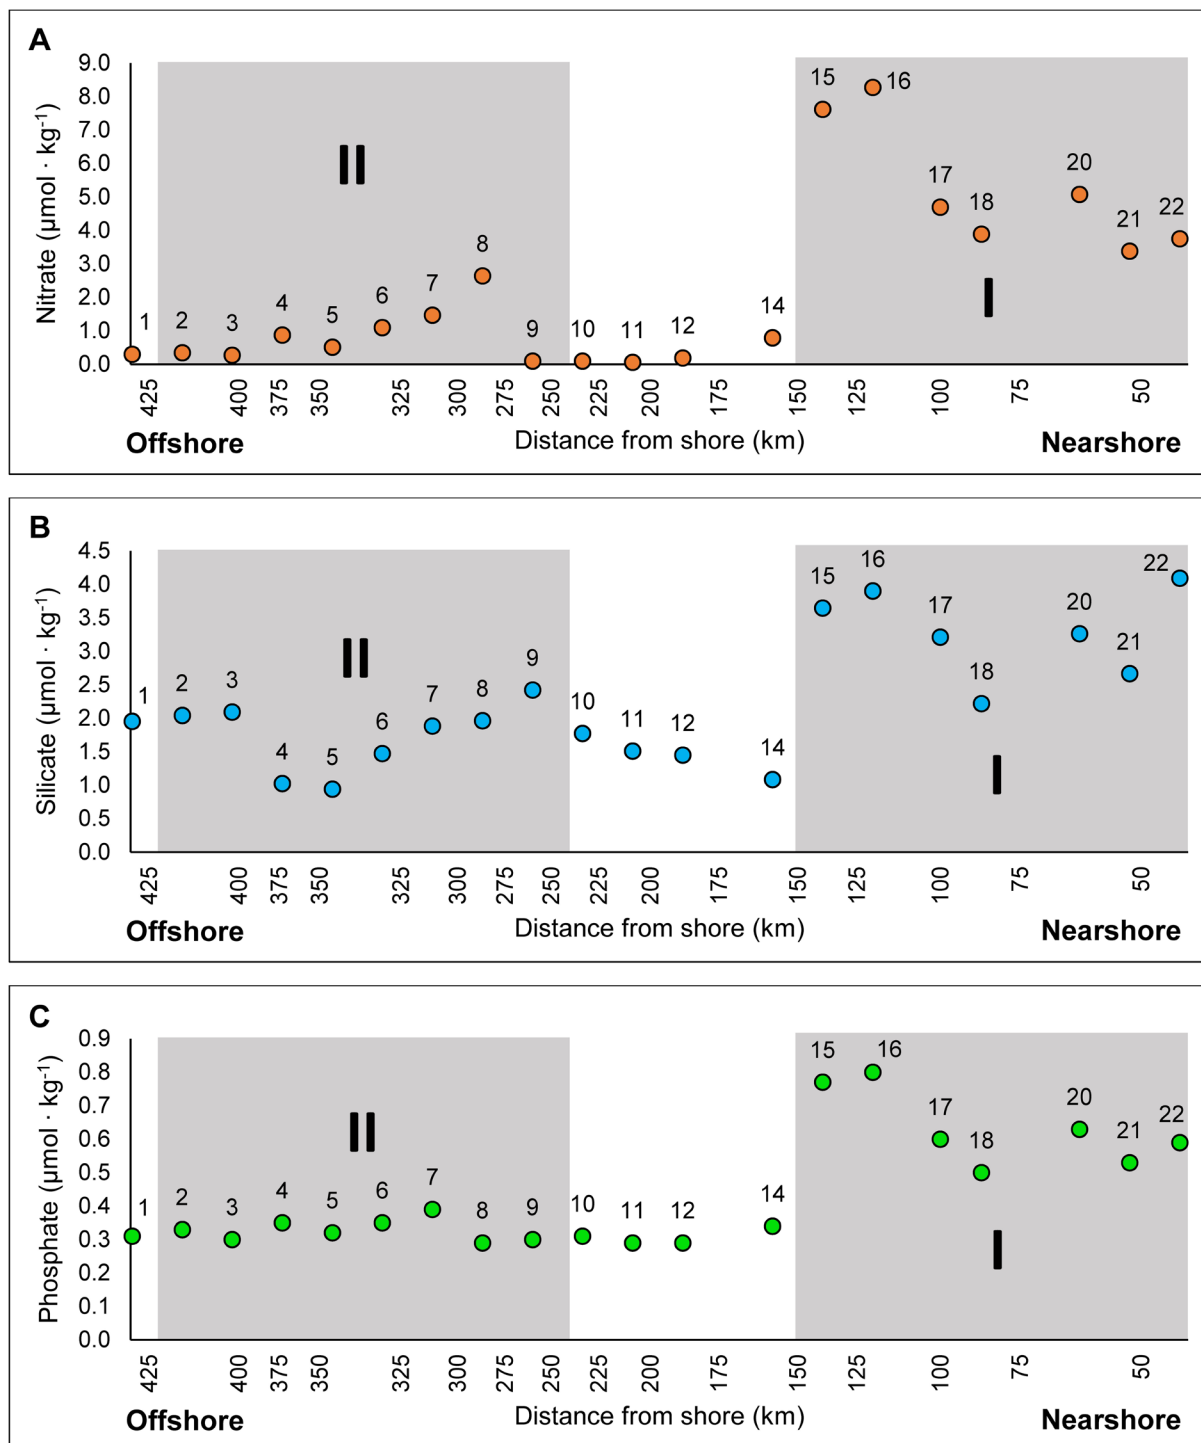 A
9.0
8.0
7.0
6.0
5.0
4.0
3.0
2.0
1.0
0.0
Nitrate (µmol · kg⁻¹)
II
I
1 2 3 4 5 6 7 8 9 10 11 12 14 15 16 17 18 20 21 22
425 400 375 350 325 300 275 250 225 200 175 150 125 100 75 50
Offshore Distance from shore (km) Nearshore
B
4.5
4.0
3.5
3.0
2.5
2.0
1.5
1.0
0.5
0.0
Silicate (µmol · kg⁻¹)
II
I
1 2 3 4 5 6 7 8 9 10 11 12 14 15 16 17 18 20 21 22
425 400 375 350 325 300 250 225 200 175 150 125 100 75 50
Offshore Distance from shore (km) Nearshore
C
0.9
0.8
0.7
0.6
0.5
0.4
0.3
0.2
0.1
0.0
Phosphate (µmol · kg⁻¹)
II
I
1 2 3 4 5 6 7 8 9 10 11 12 14 15 16 17 18 20 21 22
425 400 375 350 325 300 275 250 225 200 175 150 125 100 75 50
Offshore Distance from shore (km) Nearshore